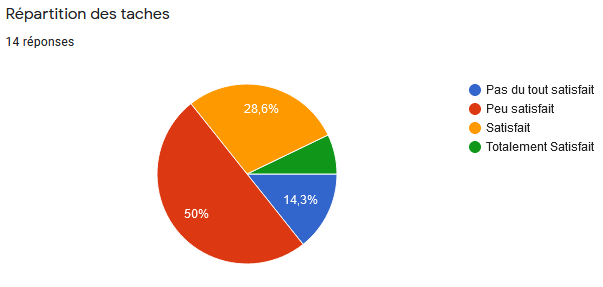 Répartition des taches
14 réponses
28,6%
50%
14,3%
Pas du tout satisfait
Peu satisfait
Satisfait
Totalement Satisfait